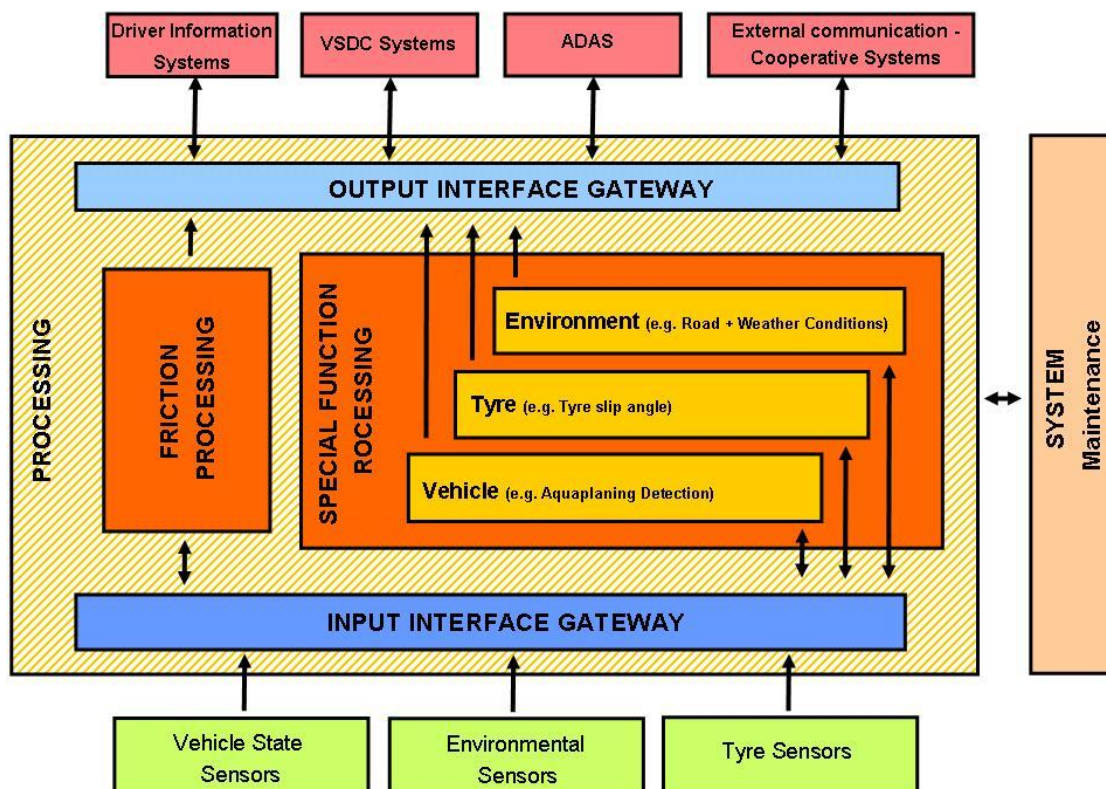 Driver Information
Systems
VSDC Systems
ADAS
External communication -
Cooperative Systems
OUTPUT INTERFACE GATEWAY
PROCESSING
FRICTION
PROCESSING
SPECIAL FUNCTION
ROCESSING
Environment (e.g. Road + Weather Conditions)
Tyre (e.g. Tyre slip angle)
Vehicle (e.g. Aquaplaning Detection)
SYSTEM
Maintenance
INPUT INTERFACE GATEWAY
Vehicle State
Sensors
Environmental
Sensors
Tyre Sensors